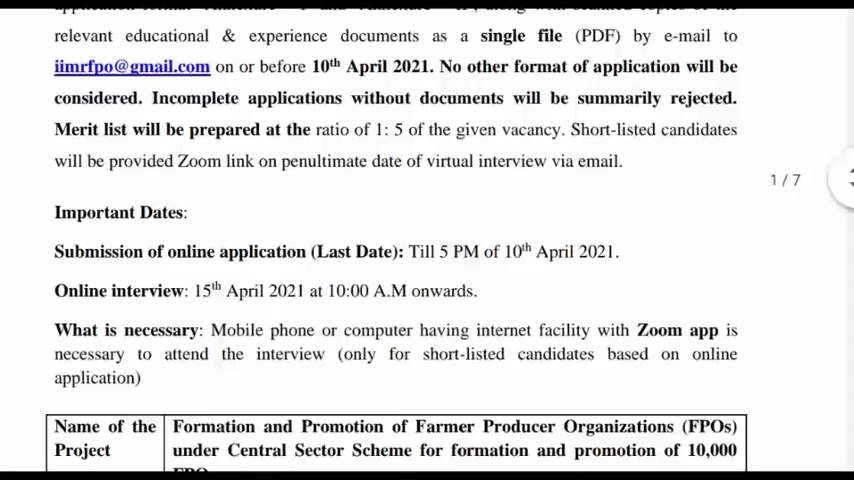 relevant educational & experience documents as a single file (PDF) by e-mail to
iimrfpo@gmail.com on or before 10th April 2021. No other format of application will be
considered. Incomplete applications without documents will be summarily rejected.
Merit list will be prepared at the ratio of 1: 5 of the given vacancy. Short-listed candidates
will be provided Zoom link on penultimate date of virtual interview via email.
1 / 7
Important Dates:
Submission of online application (Last Date): Till 5 PM of 10th April 2021.
Online interview: 15th April 2021 at 10:00 A.M onwards.
What is necessary: Mobile phone or computer having internet facility with Zoom app is
necessary to attend the interview (only for short-listed candidates based on online
application)
Name of the Project
Formation and Promotion of Farmer Producer Organizations (FPOs)
under Central Sector Scheme for formation and promotion of 10,000